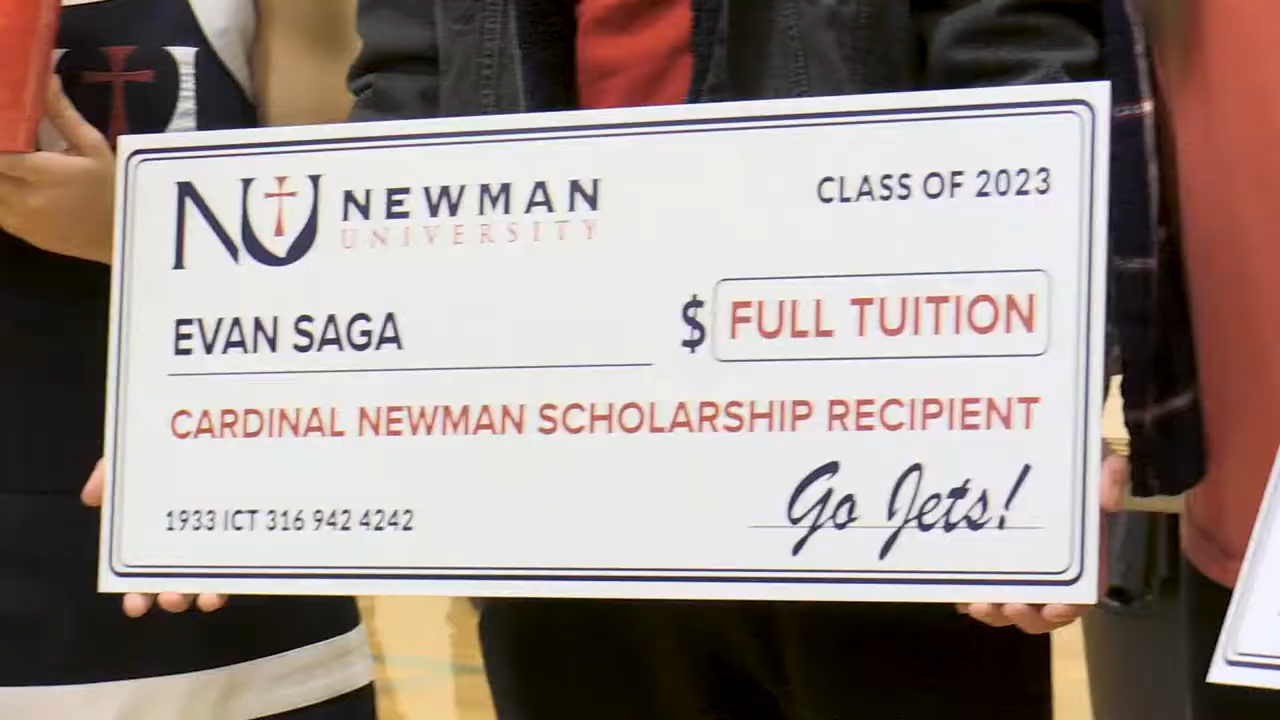 NU NEWMAN
UNIVERSITY
CLASS OF 2023
EVAN SAGA
$ FULL TUITION
CARDINAL NEWMAN SCHOLARSHIP RECIPIENT
1933 ICT 316 942 4242
Go Jets!